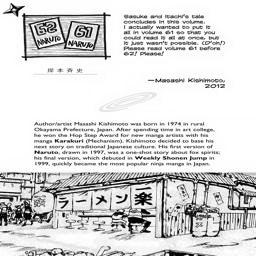 62
NARUTO
61
NARUTO
岸本斉史
Sasuke and Itachi's tale
concludes in this volume.
I actually wanted to put it
all in volume 61 so that you
could read it all at once, but
it just wasn't possible. (D'oh!)
Please read volume 61 before
62! Please!
—Masashi Kishimoto,
2012
Author/artist Masashi Kishimoto was born in 1974 in rural
Okayama Prefecture, Japan. After spending time in art college,
he won the Hop Step Award for new manga artists with his
manga Karakuri (Mechanism). Kishimoto decided to base his
next story on traditional Japanese culture. His first version of
Naruto, drawn in 1997, was a one-shot story about fox spirits;
his final version, which debuted in Weekly Shonen Jump in
1999, quickly became the most popular ninja manga in Japan.
ラーメン 一楽